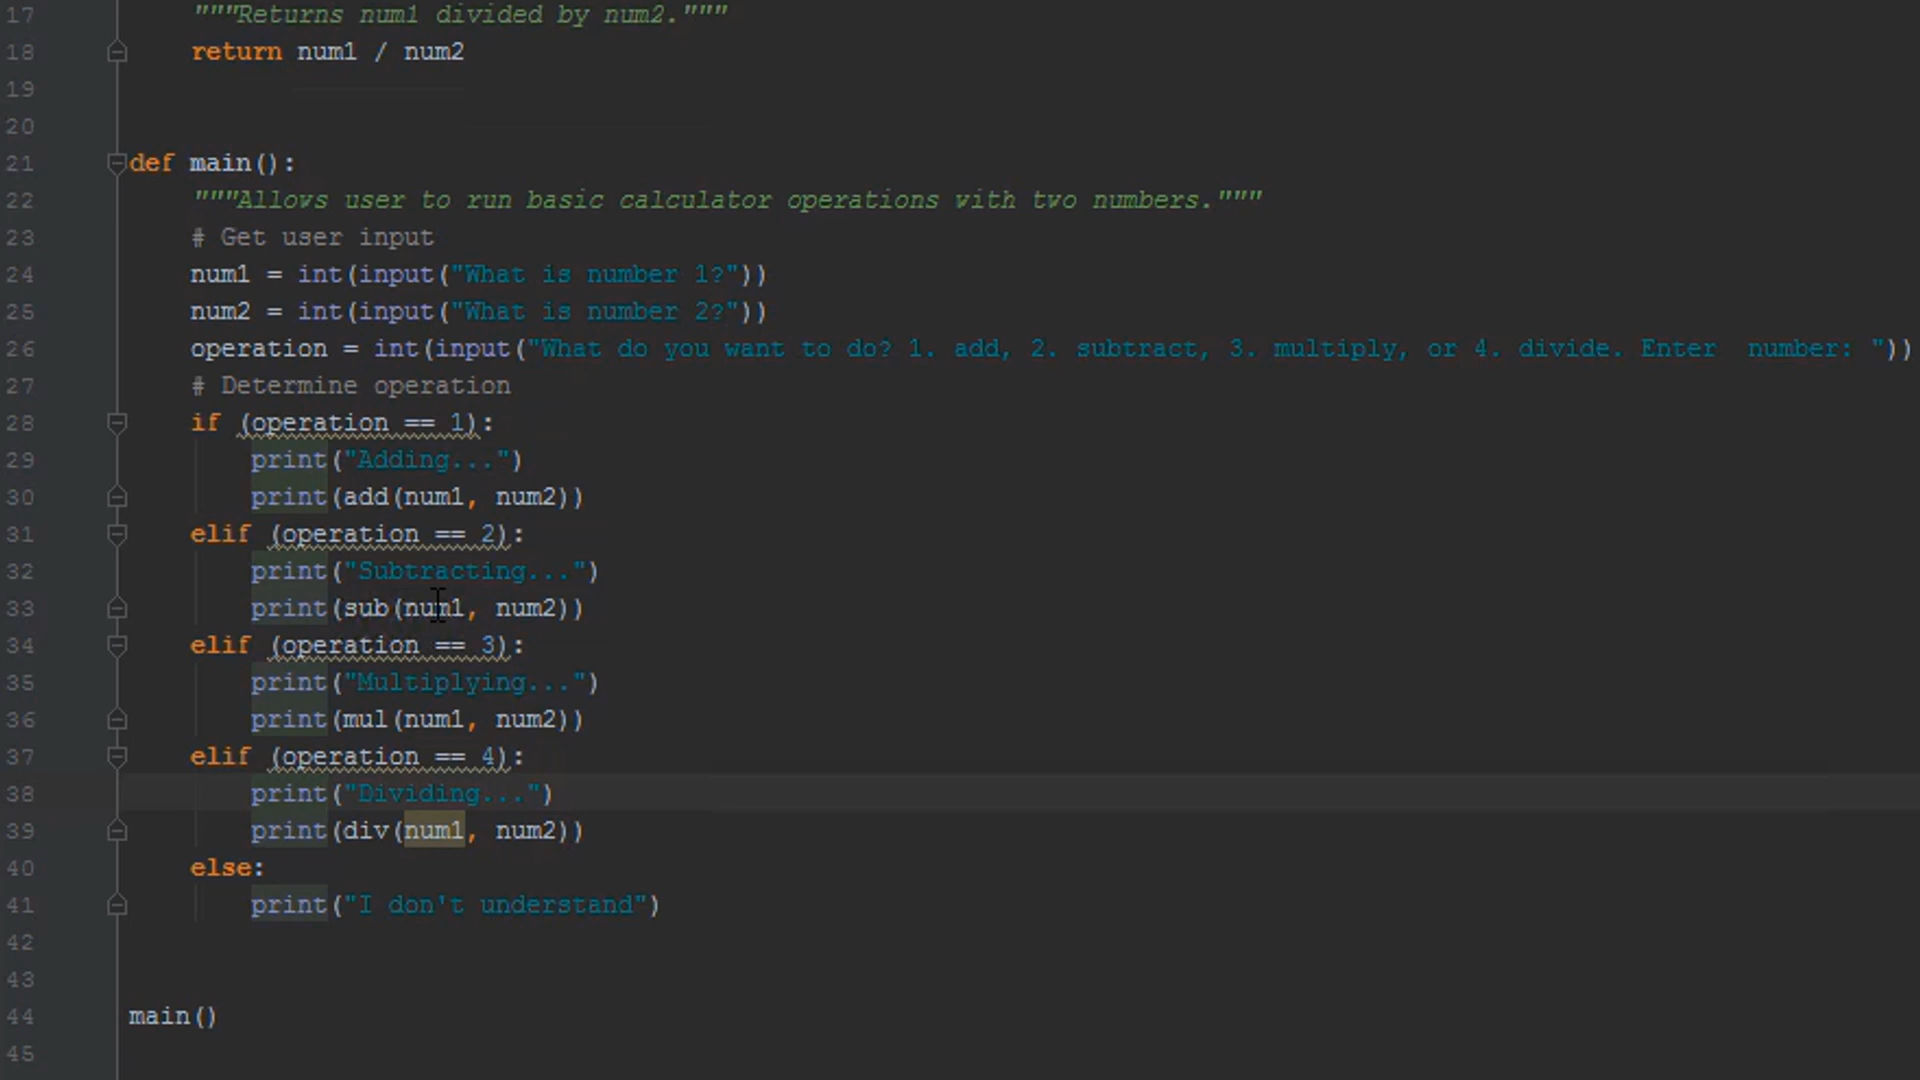 17 """Returns num1 divided by num2."""
18 return num1 / num2
19
20
21 def main():
22 """Allows user to run basic calculator operations with two numbers."""
23 # Get user input
24 num1 = int(input("What is number 1?"))
25 num2 = int(input("What is number 2?"))
26 operation = int(input("What do you want to do? 1. add, 2. subtract, 3. multiply, or 4. divide. Enter  number: "))
27 # Determine operation
28 if (operation == 1):
29 print("Adding...")
30 print(add(num1, num2))
31 elif (operation == 2):
32 print("Subtracting...")
33 print(sub(num1, num2))
34 elif (operation == 3):
35 print("Multiplying...")
36 print(mul(num1, num2))
37 elif (operation == 4):
38 print("Dividing...")
39 print(div(num1, num2))
40 else:
41 print("I don't understand")
42
43
44 main()
45